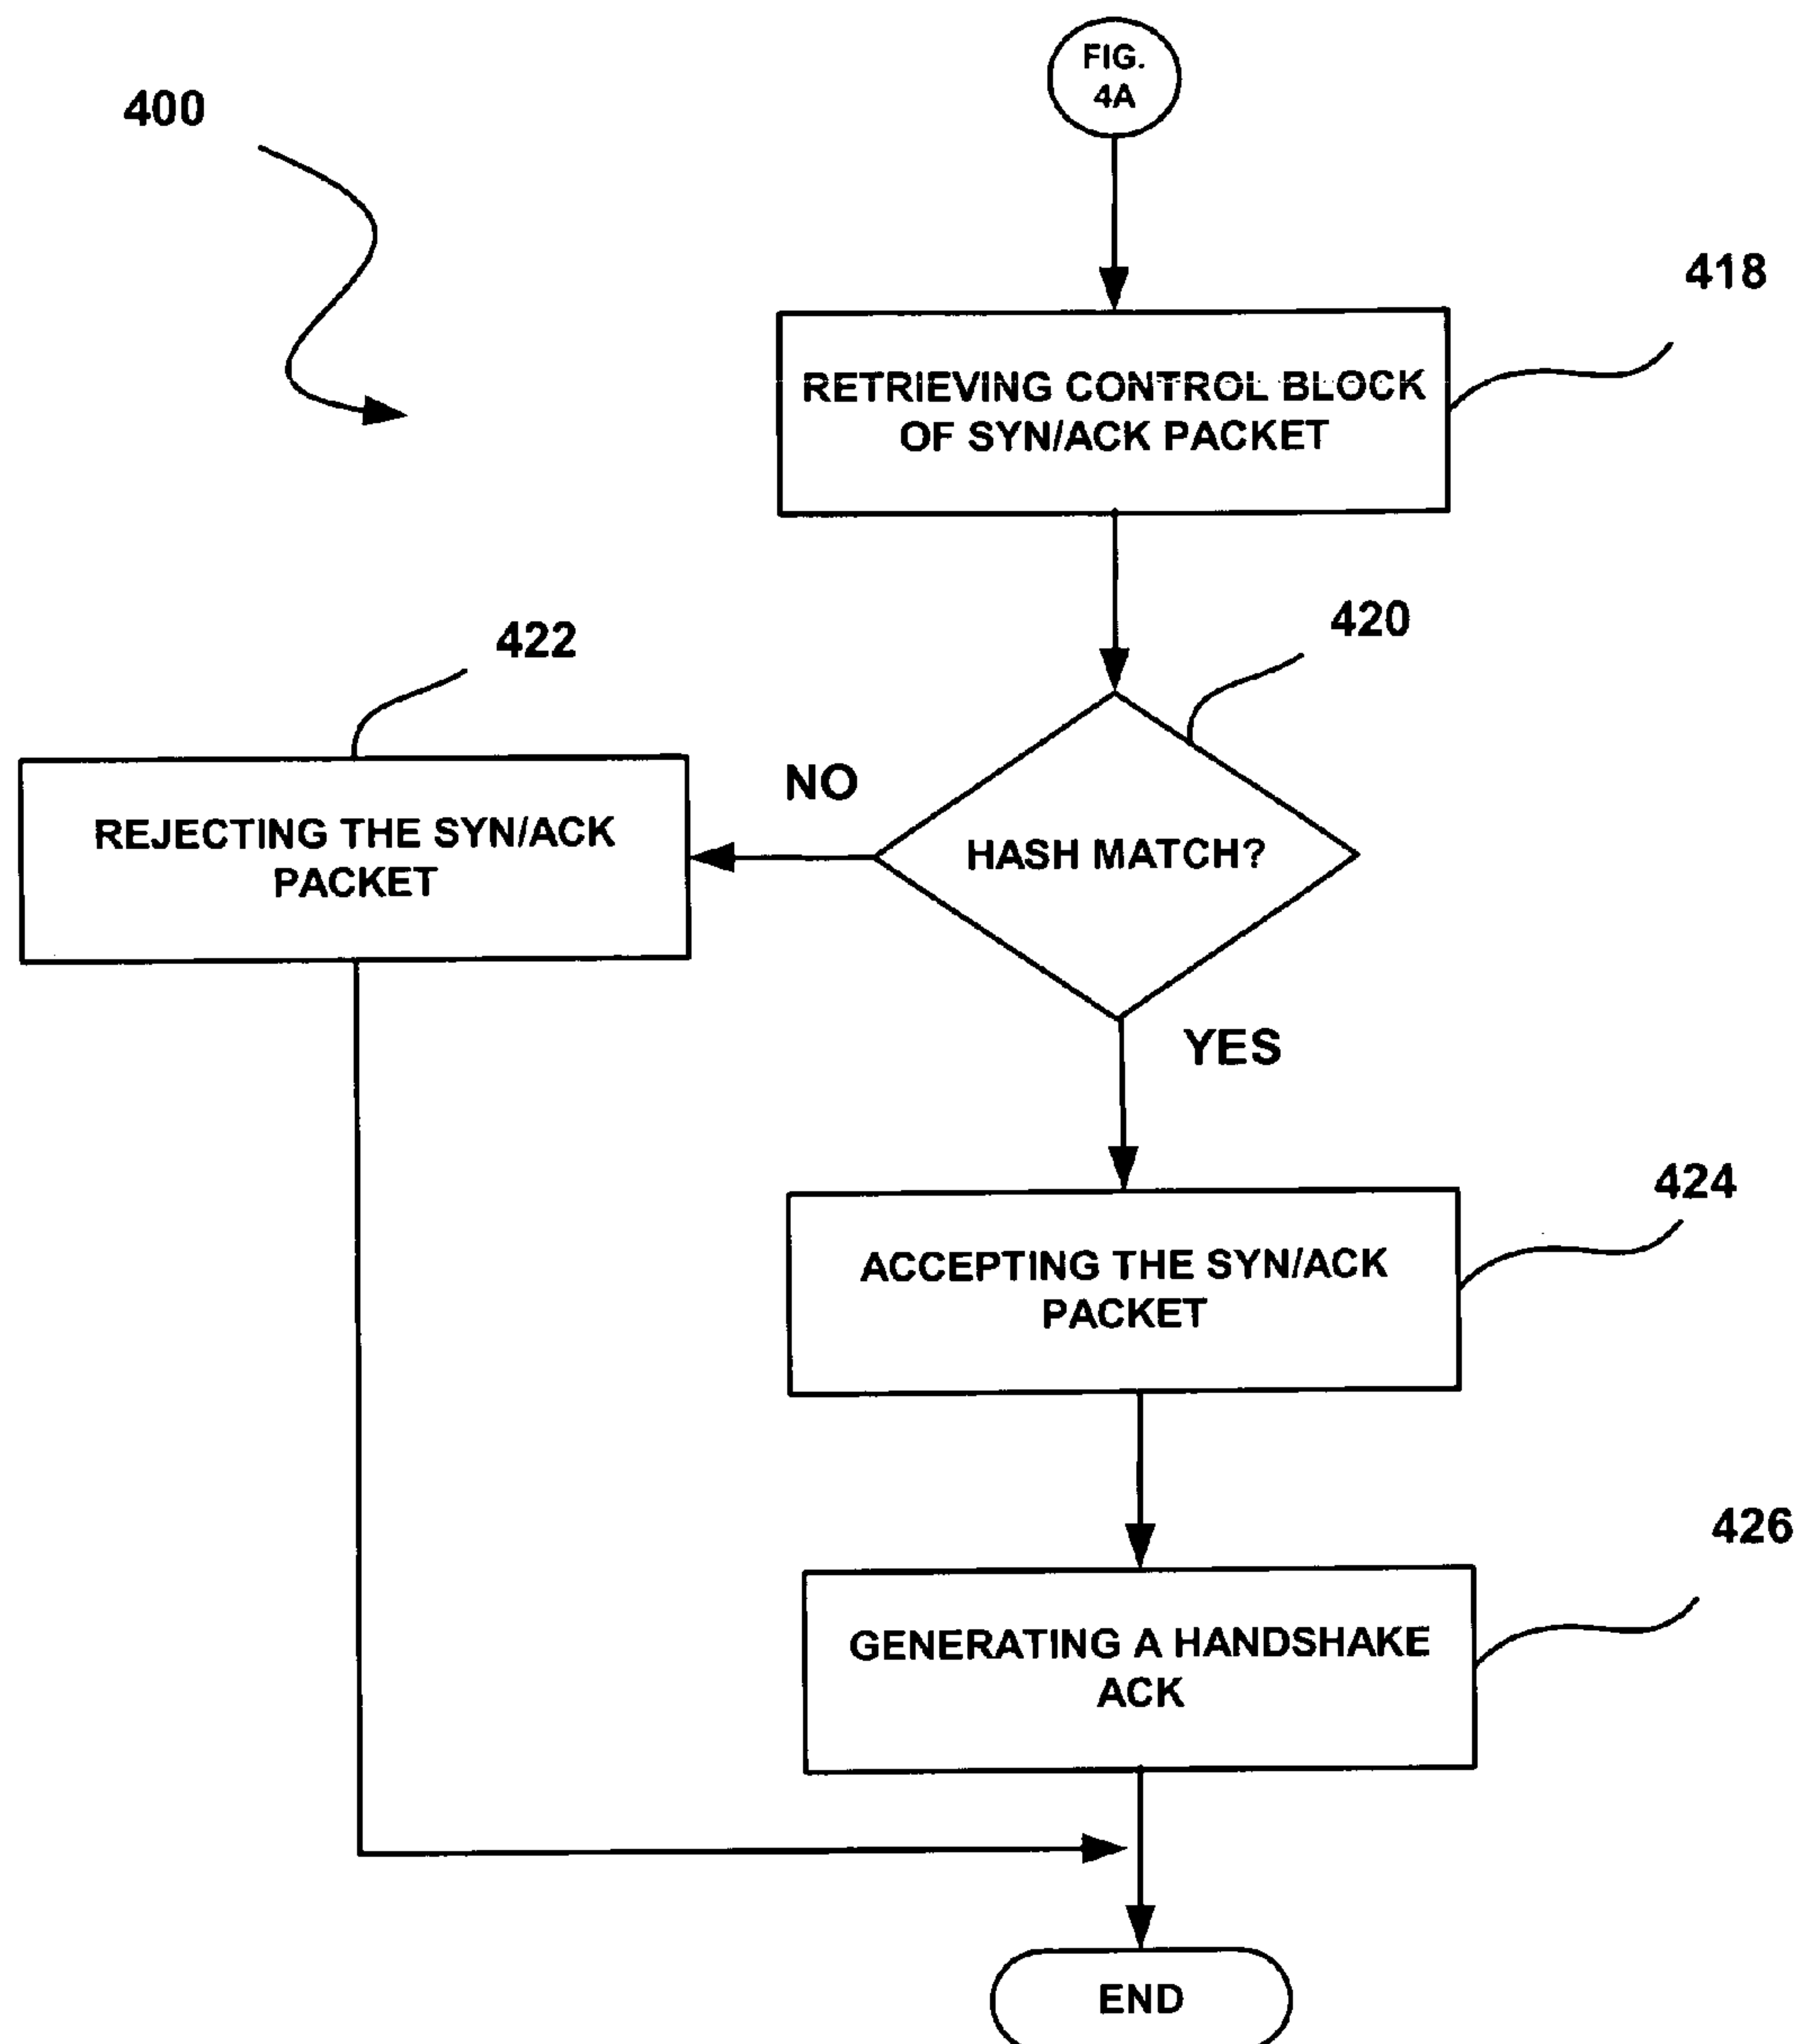 FIG.
4A
400
418
RETRIEVING CONTROL BLOCK
OF SYN/ACK PACKET
420
422
NO
REJECTING THE SYN/ACK
PACKET
HASH MATCH?
YES
424
ACCEPTING THE SYN/ACK
PACKET
426
GENERATING A HANDSHAKE
ACK
END